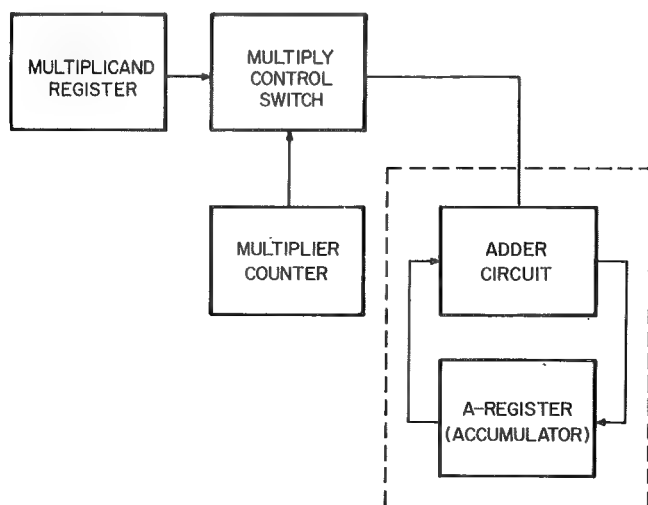 MULTIPLICAND
REGISTER
MULTIPLY
CONTROL
SWITCH
MULTIPLIER
COUNTER
ADDER
CIRCUIT
A-REGISTER
(ACCUMULATOR)